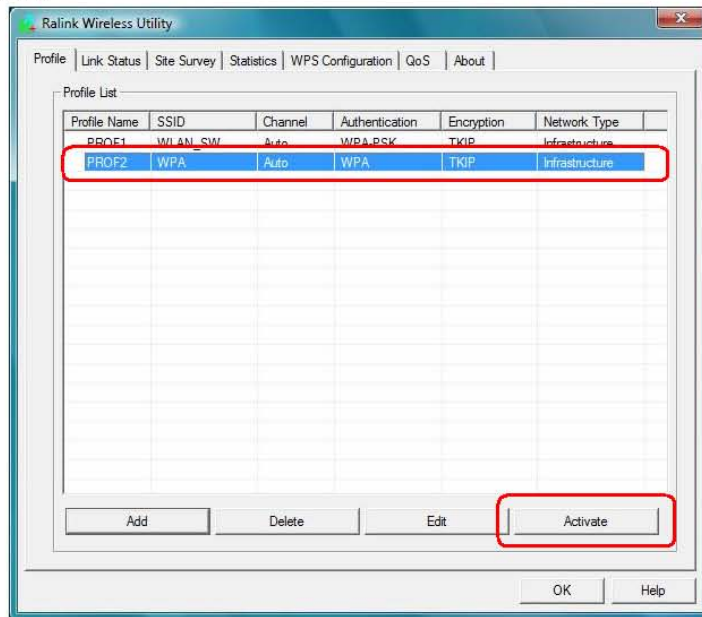 Ralink Wireless Utility
Profile Link Status Site Survey Statistics WPS Configuration QoS About
Profile List
Profile Name SSID Channel Authentication Encryption Network Type
PROF1 WLAN_SW Auto WPA-PSK TKIP Infrastructure
PROF2 WPA Auto WPA TKIP Infrastructure
Add Delete Edit Activate
OK Help